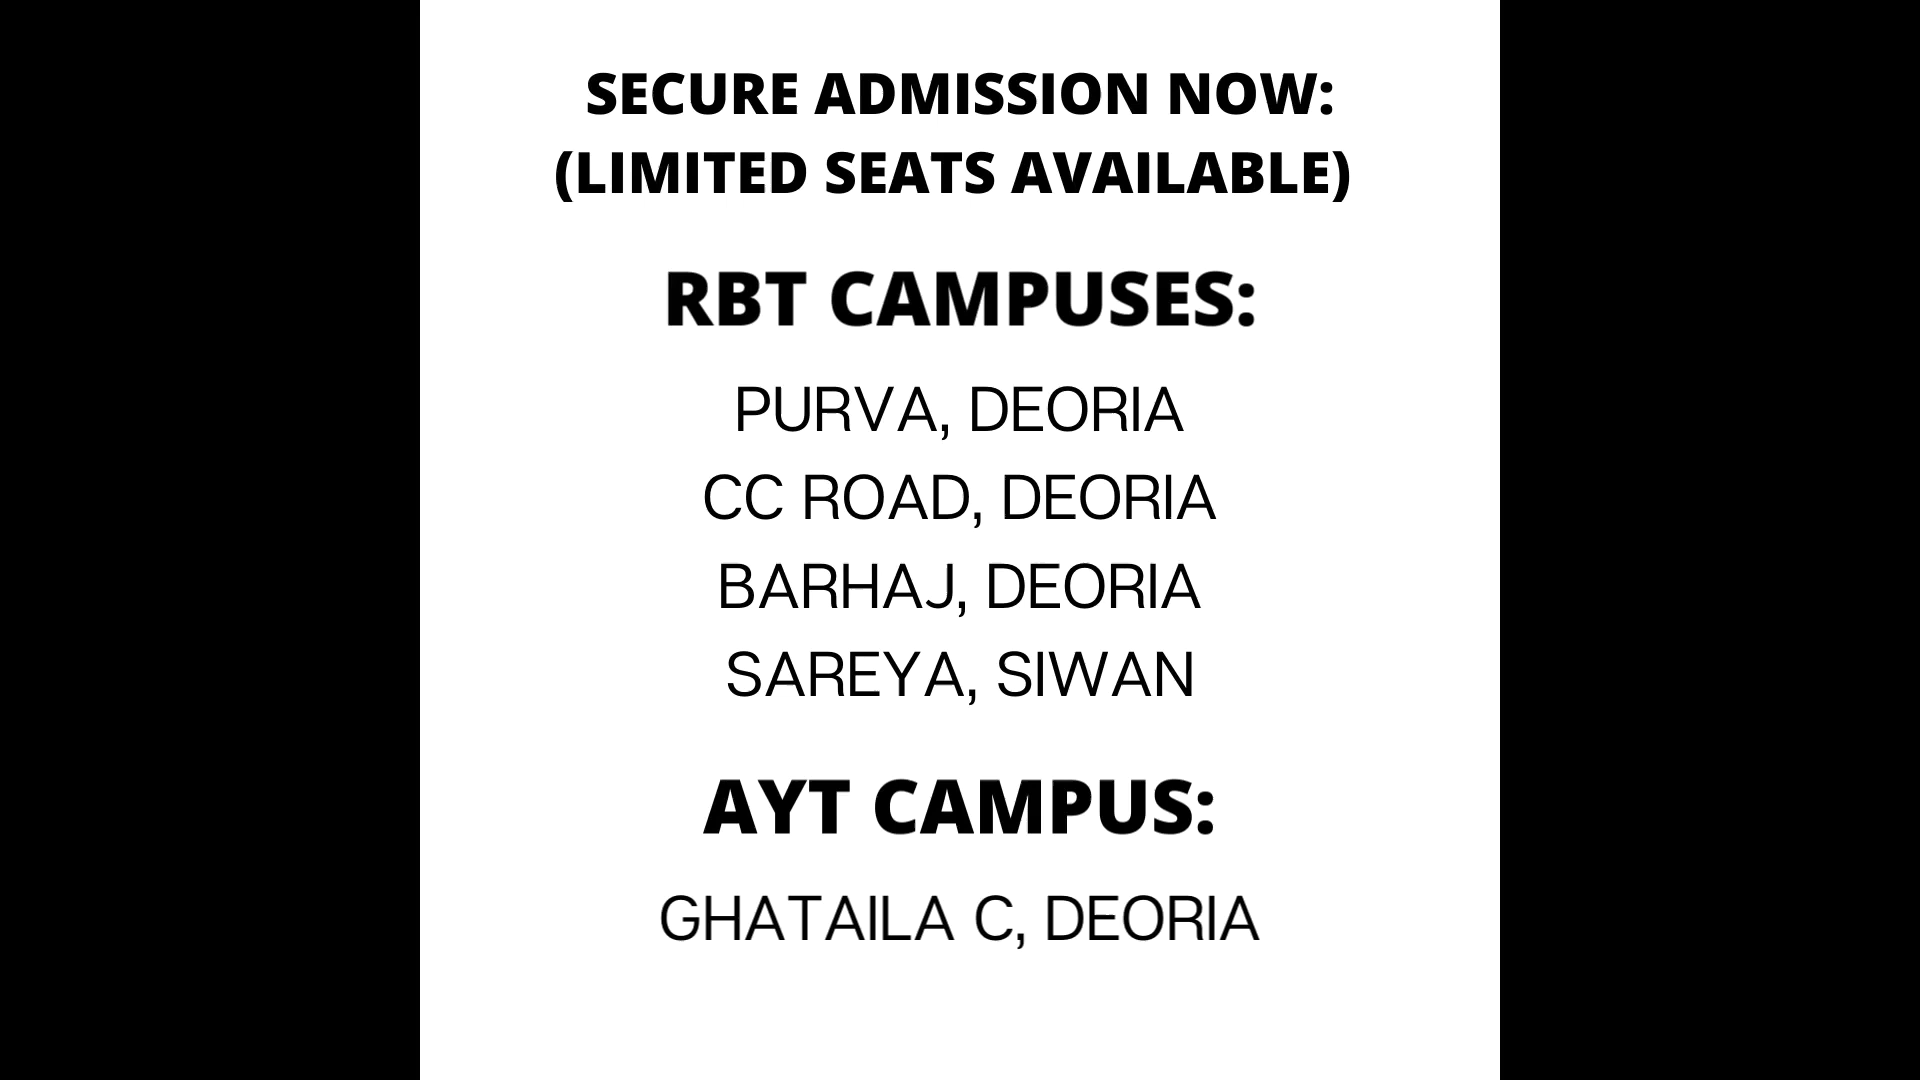 SECURE ADMISSION NOW:
(LIMITED SEATS AVAILABLE)
RBT CAMPUSES:
PURVA, DEORIA
CC ROAD, DEORIA
BARHAJ, DEORIA
SAREYA, SIWAN
AYT CAMPUS:
GHATAILA C, DEORIA